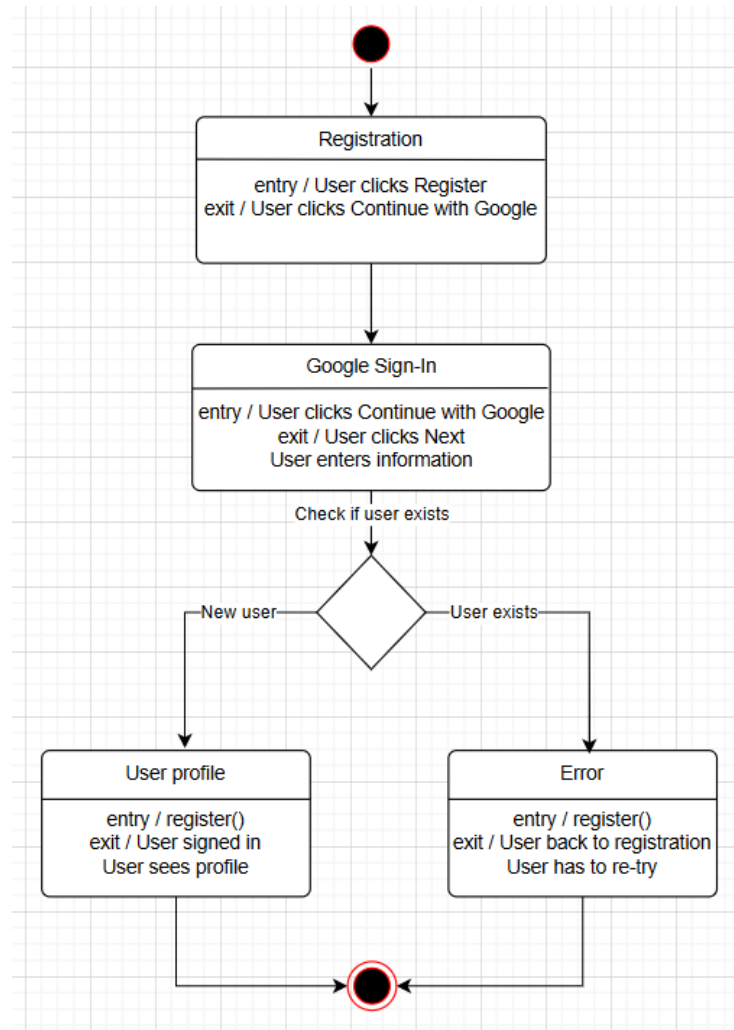 Registration
entry / User clicks Register
exit / User clicks Continue with Google
Google Sign-In
entry / User clicks Continue with Google
exit / User clicks Next
User enters information
Check if user exists
New user
User exists
User profile
entry / register()
exit / User signed in
User sees profile
Error
entry / register()
exit / User back to registration
User has to re-try